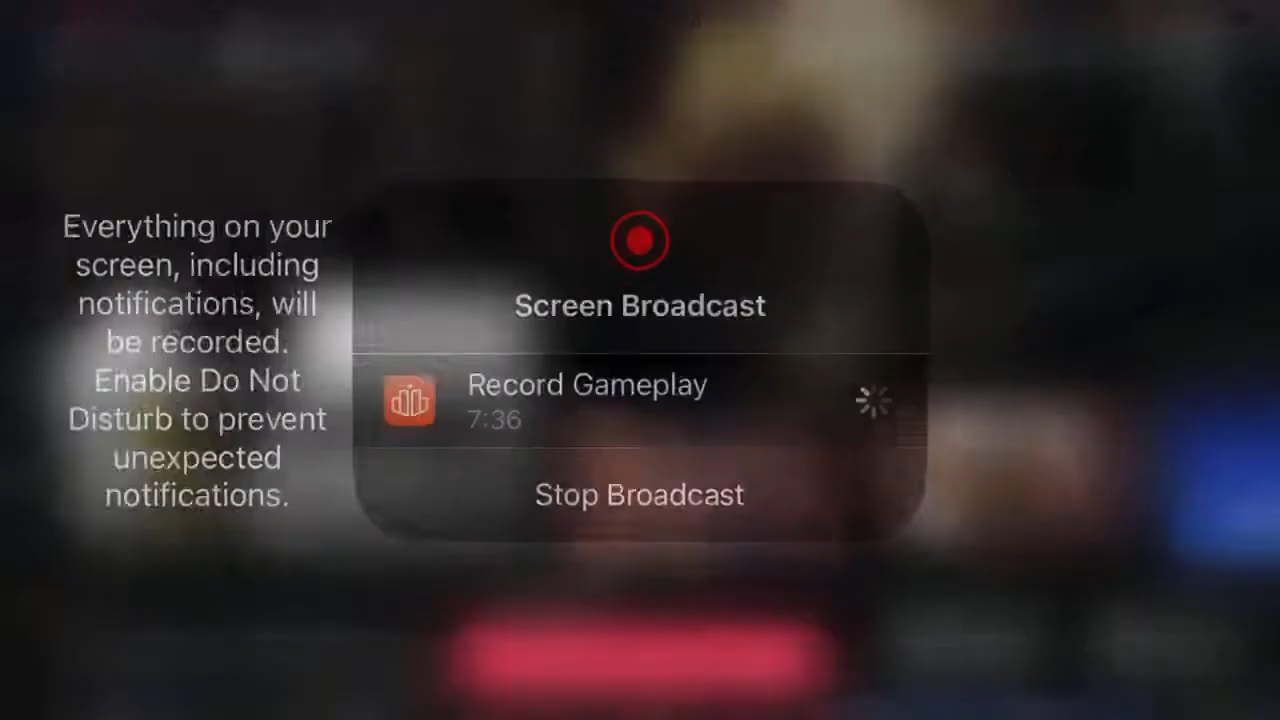 Everything on your
screen, including
notifications, will
be recorded.
Enable Do Not
Disturb to prevent
unexpected
notifications.
Screen Broadcast
Record Gameplay
7:36
Stop Broadcast